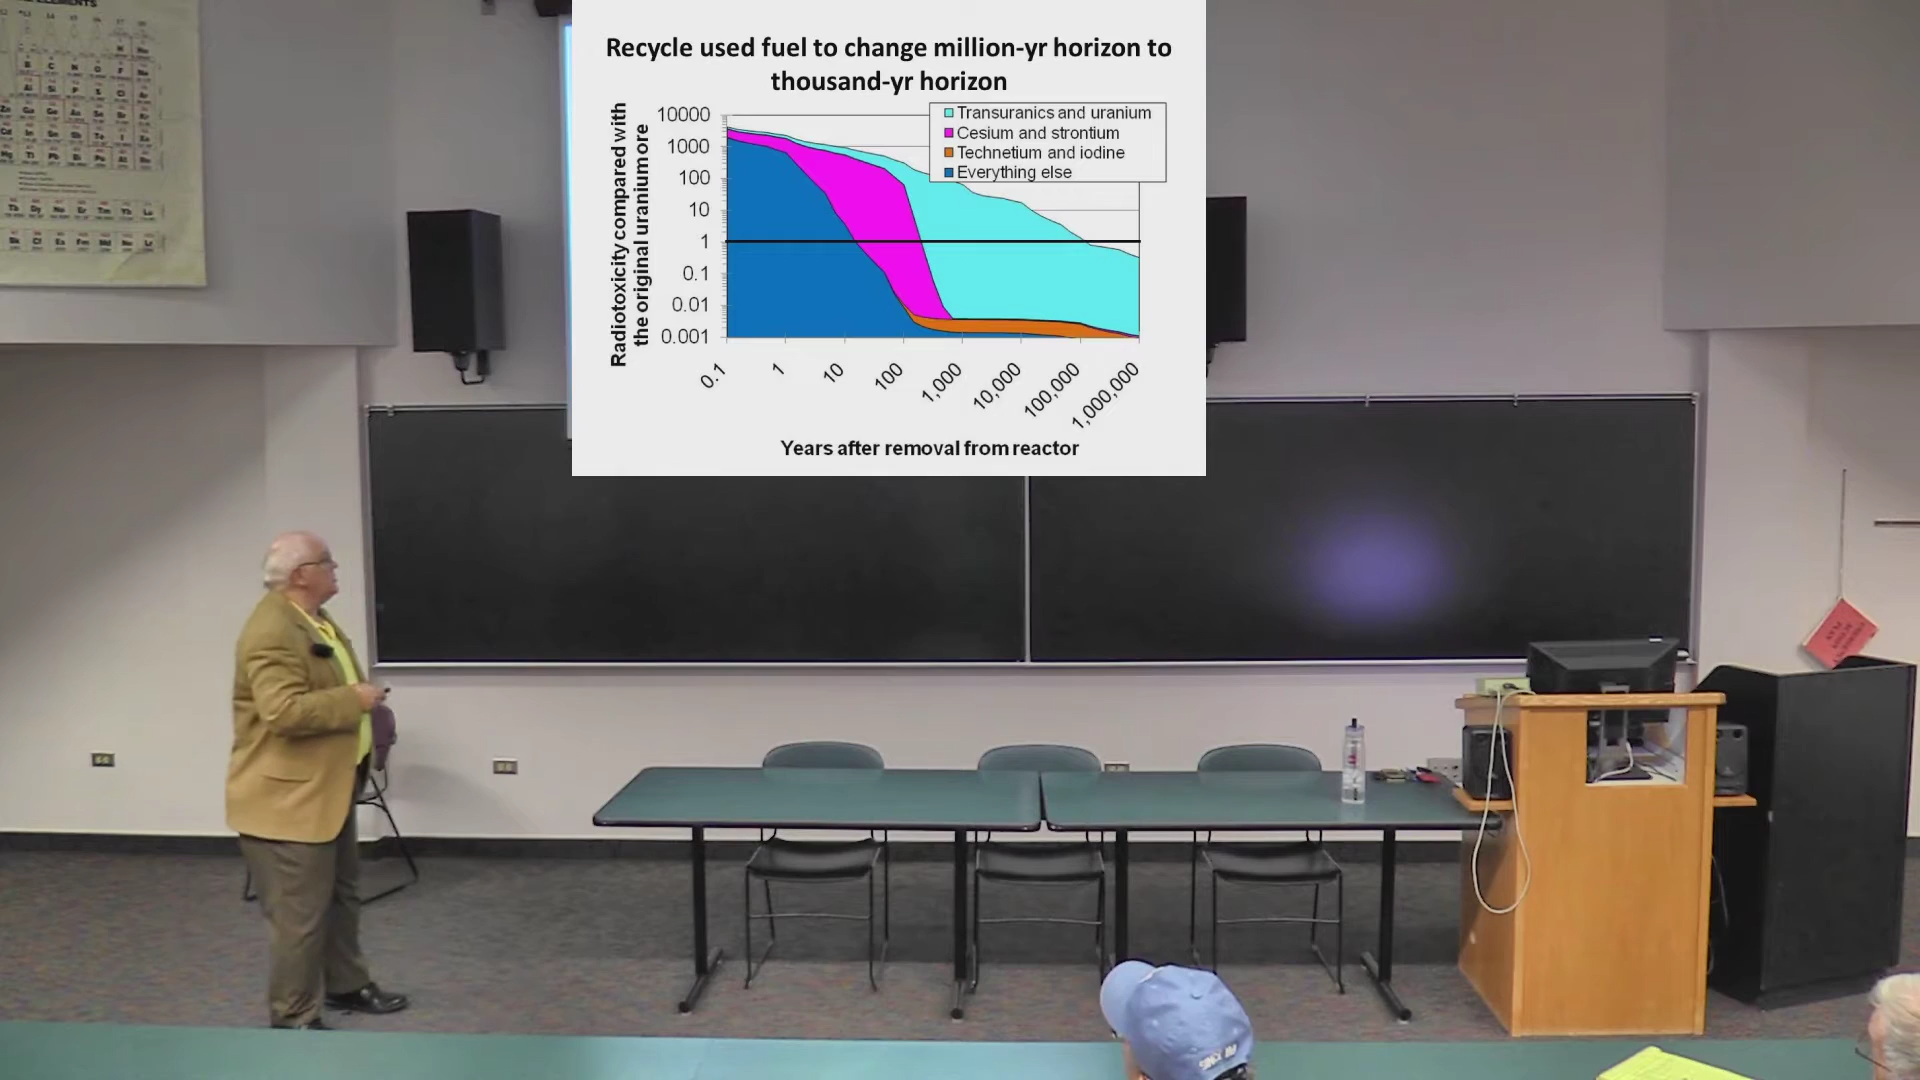 Recycle used fuel to change million-yr horizon to
thousand-yr horizon
Radiotoxicity compared with
the original uraniumore
10000
1000
100
10
1
0.1
0.01
0.001
Transuranics and uranium
Cesium and strontium
Technetium and iodine
Everything else
0.1
1
10
100
1,000
10,000
100,000
1,000,000
Years after removal from reactor